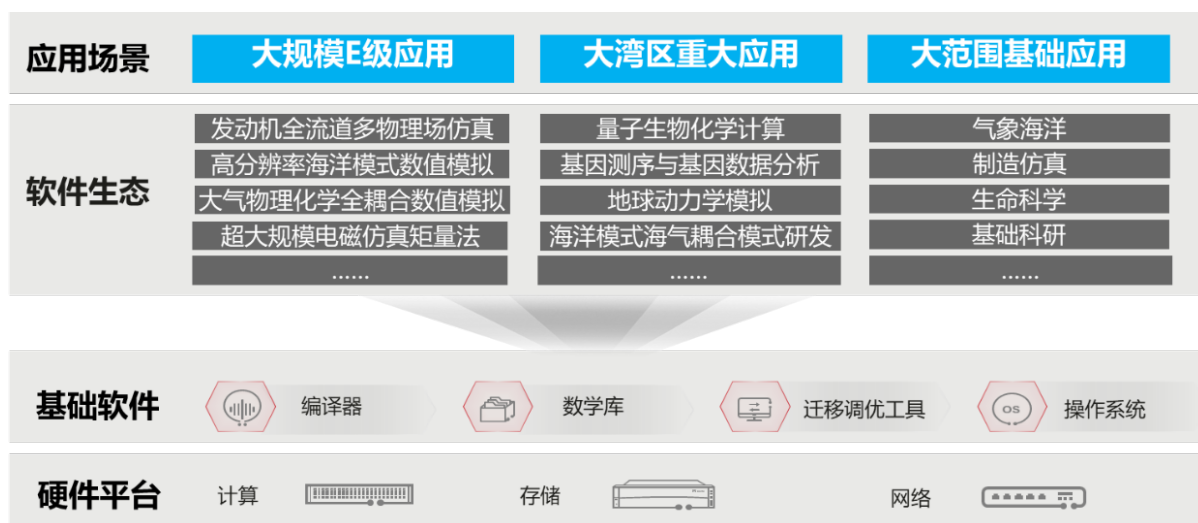 应用场景 大规模E级应用 大湾区重大应用 大范围基础应用
软件生态
发动机全流道多物理场仿真 量子生物化学计算 气象海洋
高分辨率海洋模式数值模拟 基因测序与基因数据分析 制造仿真
大气物理化学全耦合数值模拟 地球动力学模拟 生命科学
超大规模电磁仿真矩量法 海洋模式海气耦合模式研发 基础科研
...... ...... ......
基础软件 编译器 数学库 迁移调优工具 OS 操作系统
硬件平台 计算 存储 网络